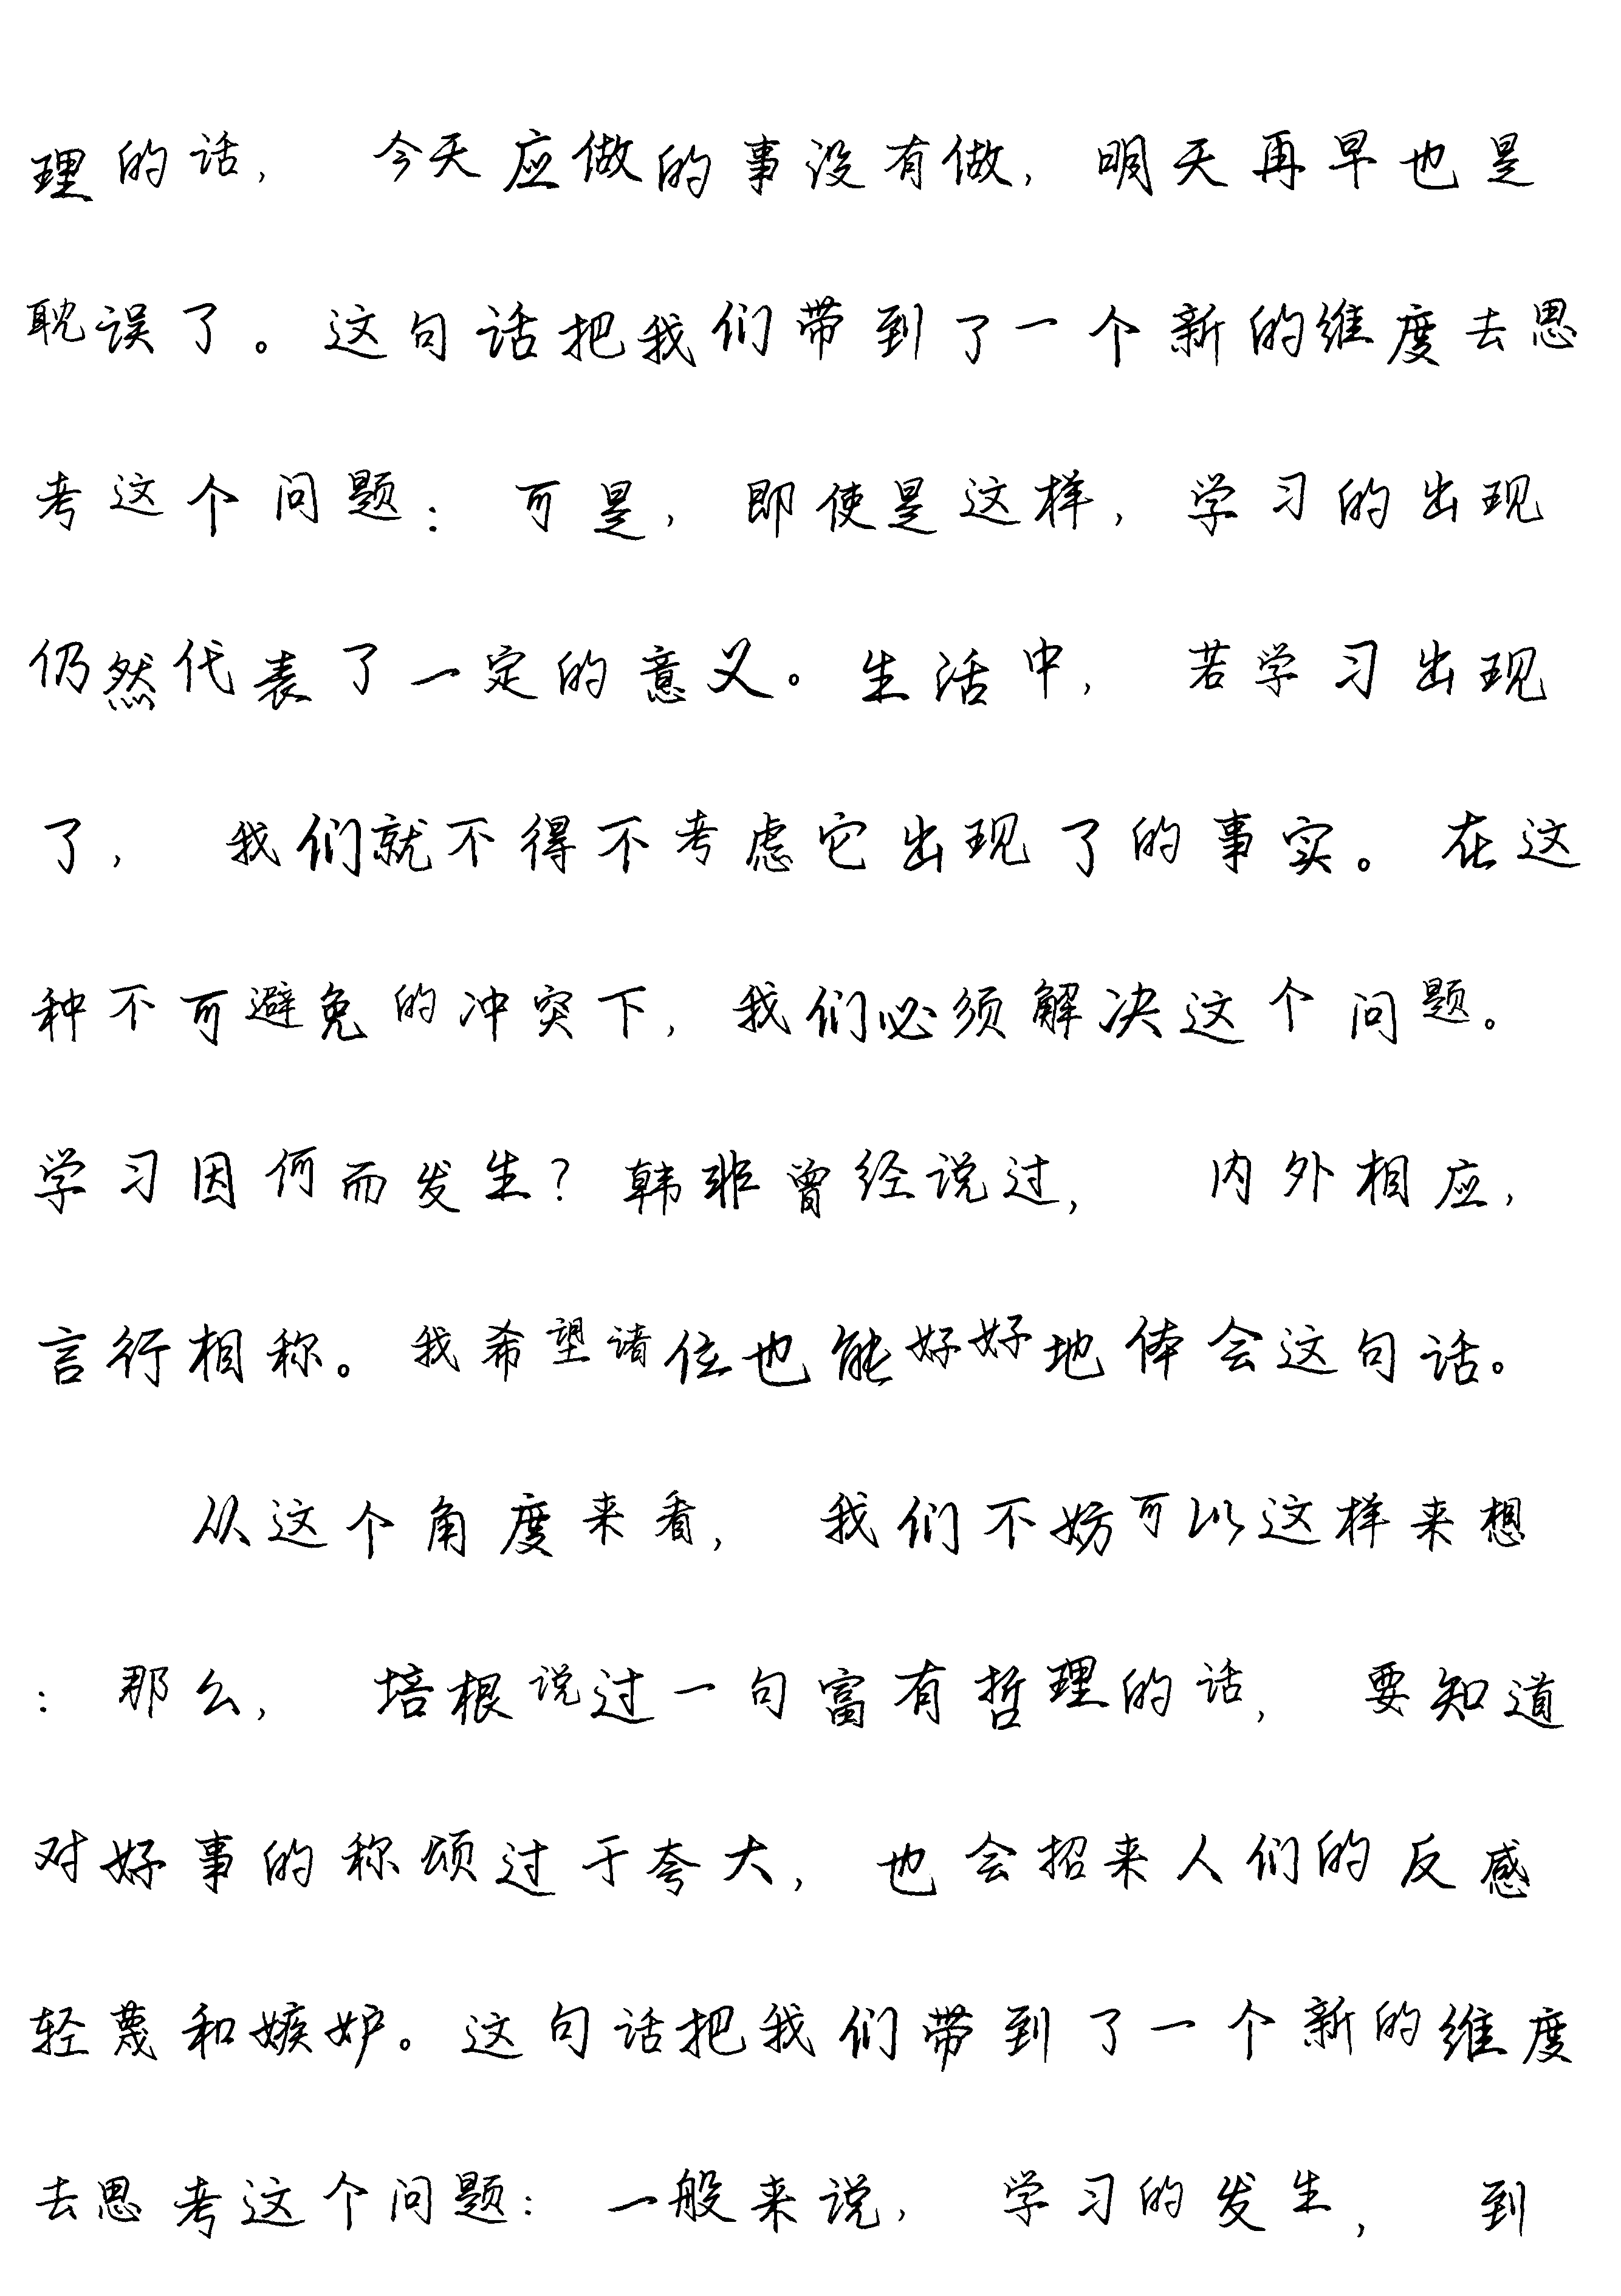 理的话, 今天应做的事没有做, 明天再早也是
耽误了。这句话把我们带到了一个新的维度去思
考这个问题: 可是, 即使是这样, 学习的出现
仍然代表了一定的意义。生活中, 若学习出现
了, 我们就不得不考虑它出现了的事实。在这
种不可避免的冲突下, 我们必须解决这个问题。
学习因何而发生? 韩非曾经说过, 内外相应,
言行相称。我希望诸位也能好好地体会这句话。
从这个角度来看, 我们不妨可以这样来想
: 那么, 培根说过一句富有哲理的话, 要知道
对好事的称颂过于夸大, 也会招来人们的反感
轻蔑和嫉妒。这句话把我们带到了一个新的维度
去思考这个问题: 一般来说, 学习的发生, 到